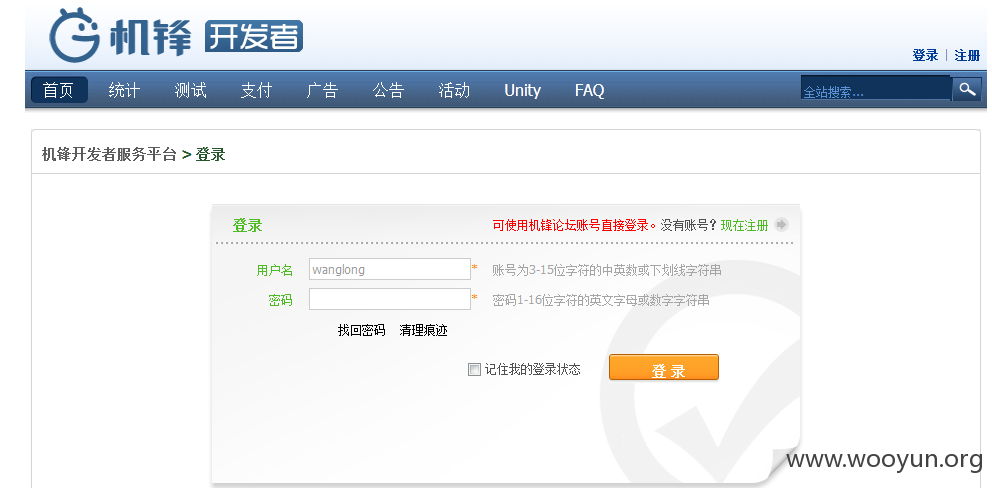 机锋 开发者
登录 | 注册
首页 统计 测试 支付 广告 公告 活动 Unity FAQ 全站搜索...
机锋开发者服务平台 > 登录
登录 可使用机锋论坛账号直接登录。没有账号？现在注册
用户名 wanglong * 账号为3-15位字符的中英数或下划线字符串
密码 * 密码1-16位字符的英文字母或数字字符串
找回密码 清理痕迹
记住我的登录状态 登 录
www.wooyun.org